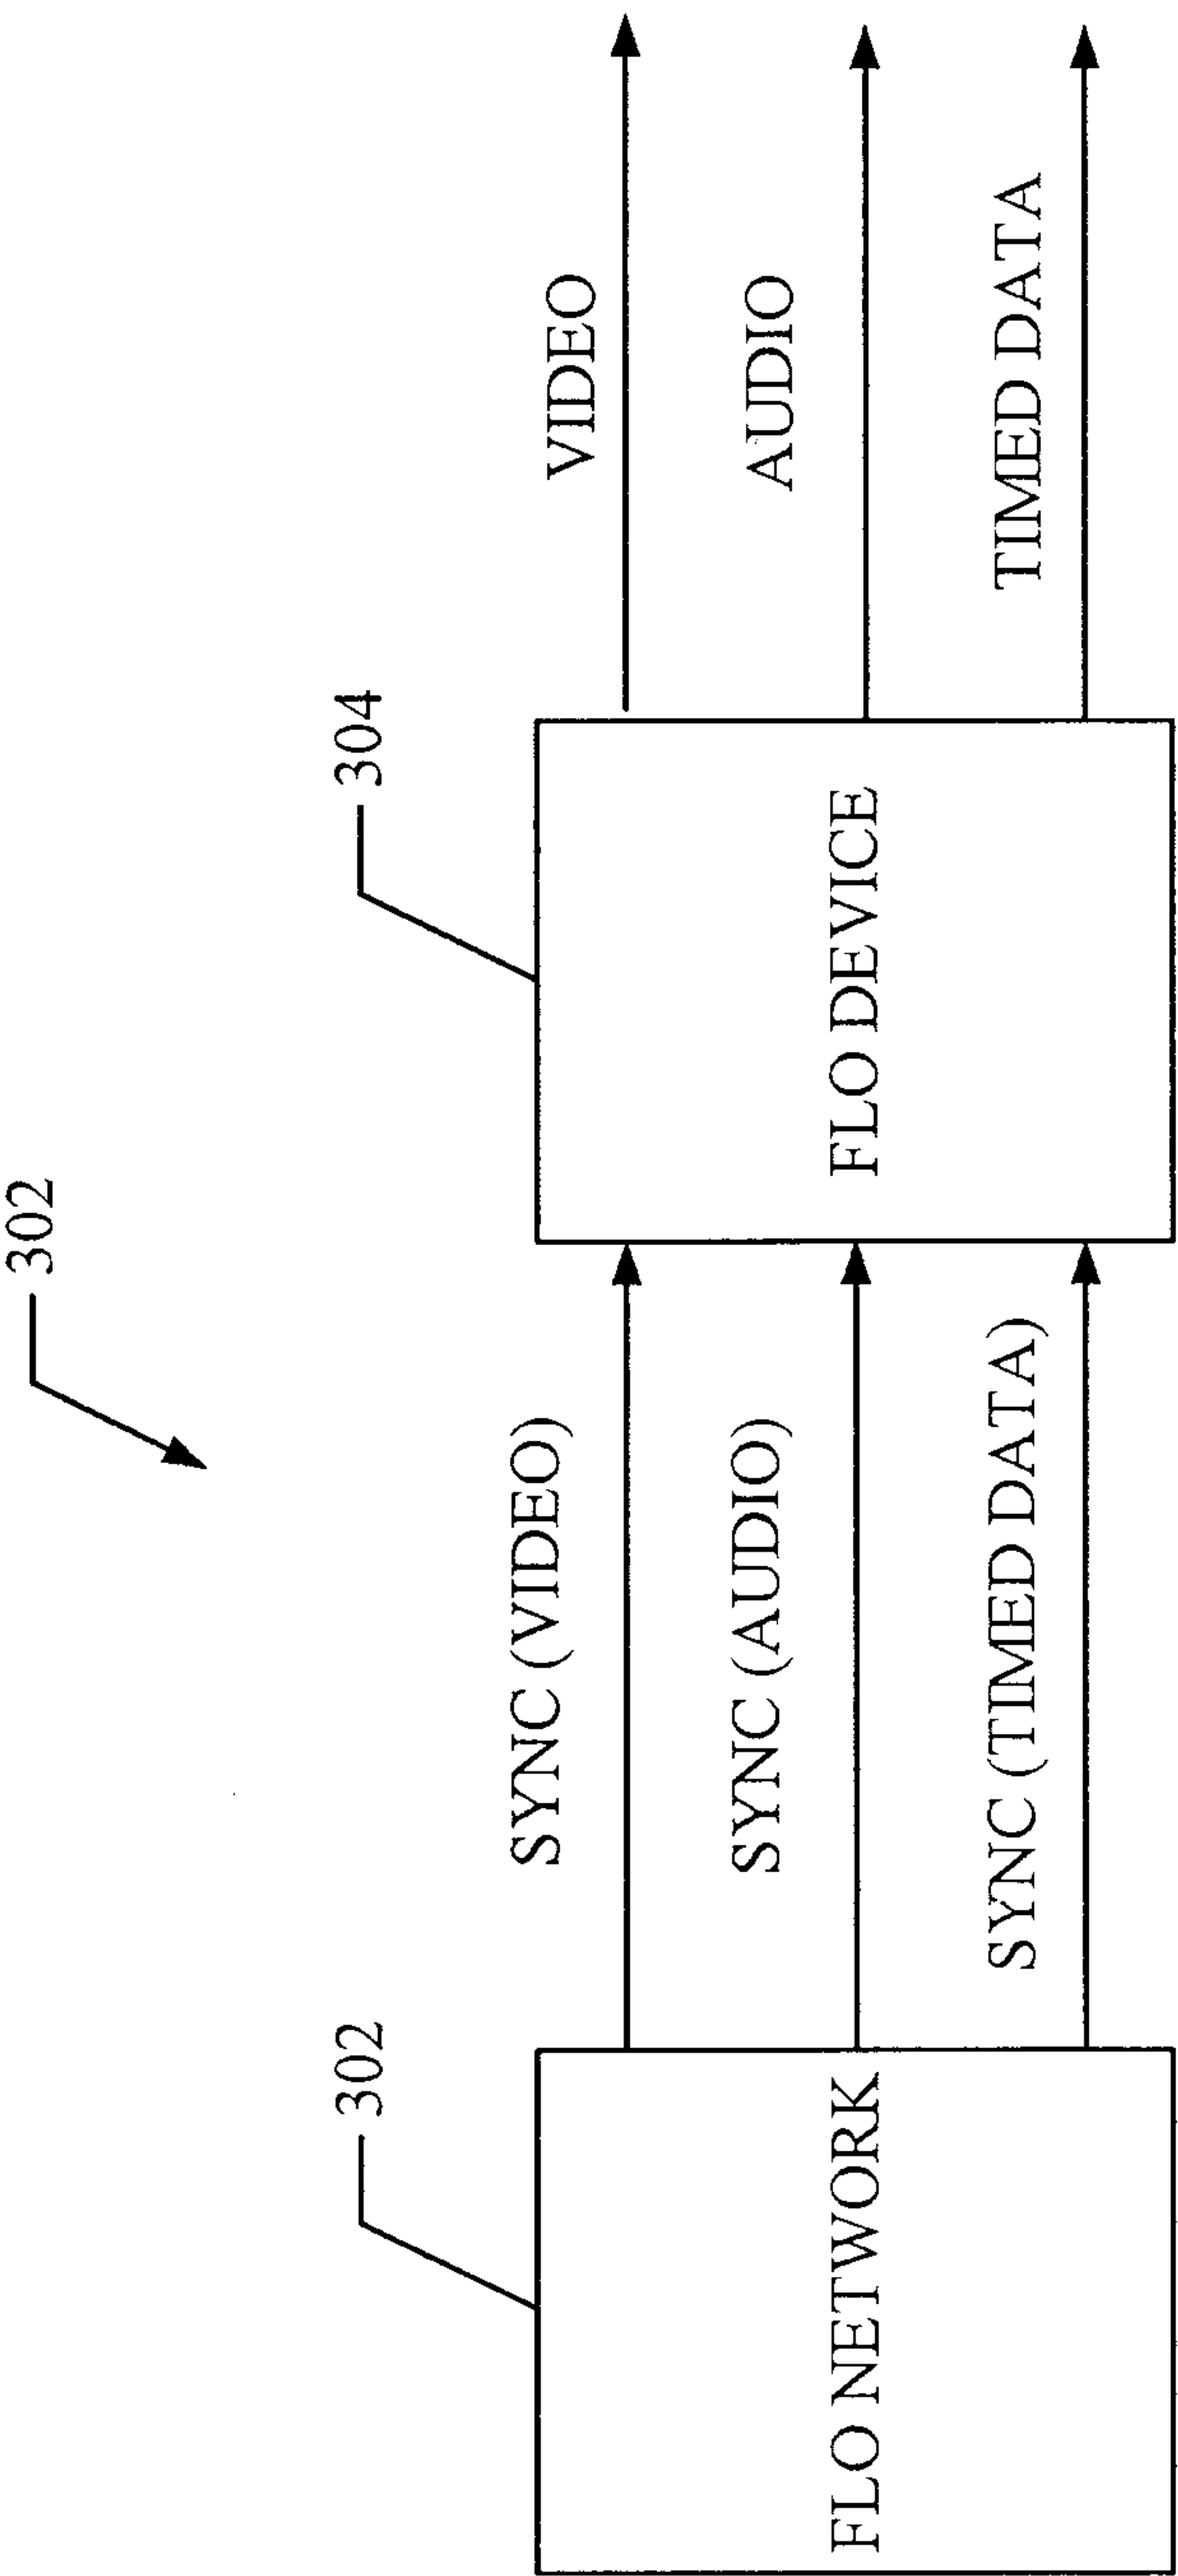 302
302
304
FLO NETWORK
SYNC (VIDEO)
SYNC (AUDIO)
SYNC (TIMED DATA)
FLO DEVICE
VIDEO
AUDIO
TIMED DATA